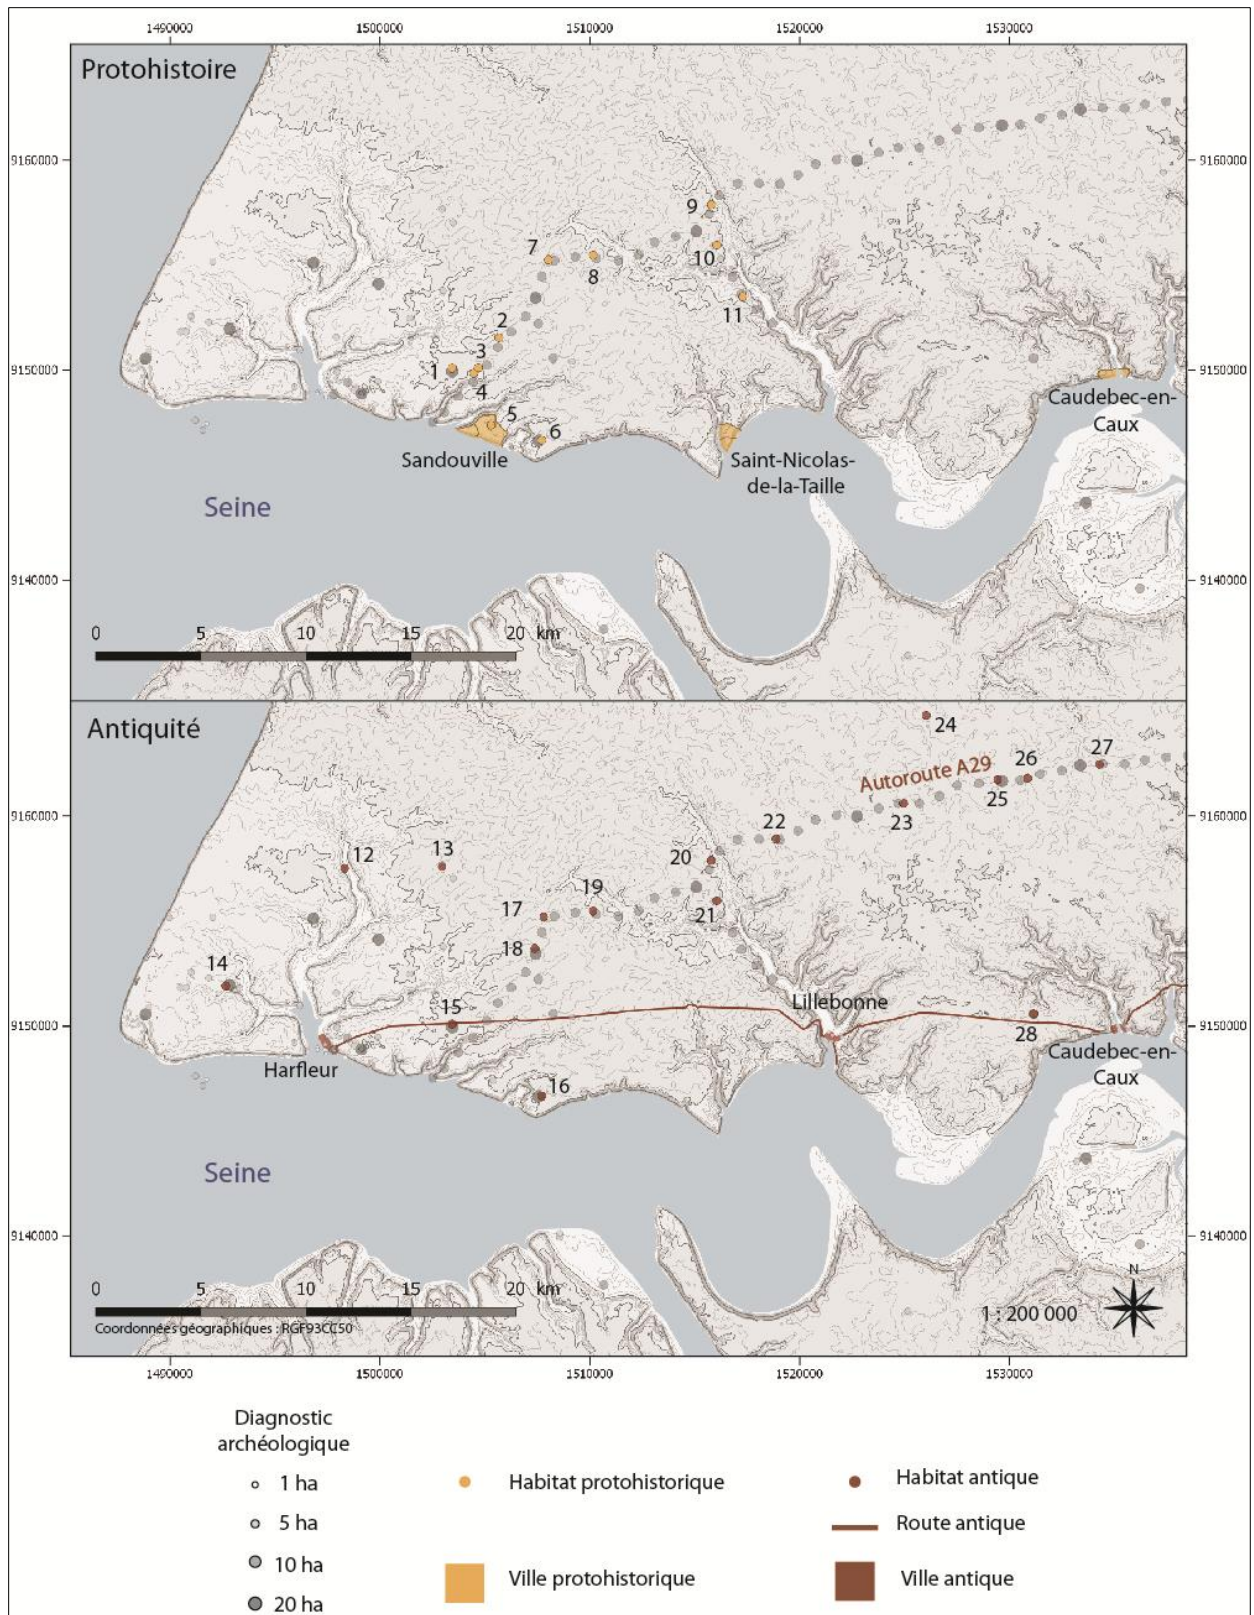 1490000
1500000
1510000
1520000
1530000
Protohistoire
9160000
9160000
9
7
10
8
11
2
3
1
4
9150000
9150000
5
6
Sandouville
Saint-Nicolas-
de-la-Taille
Caudebec-en-
Caux
Seine
9140000
9140000
0 5 10 15 20 km
Antiquité
24
Autoroute A29
26
27
25
23
22
9160000
9160000
12
13
20
19
17
21
18
14
15
Lillebonne
9150000
9150000
28
Harfleur
Caudebec-en-
Caux
16
Seine
9140000
9140000
N
0 5 10 15 20 km
1 : 200 000
Coordonnées géographiques : RGF93CC50
1490000
1500000
1510000
1520000
1530000
Diagnostic
archéologique
1 ha
5 ha
10 ha
20 ha
Habitat protohistorique
Ville protohistorique
Habitat antique
Route antique
Ville antique